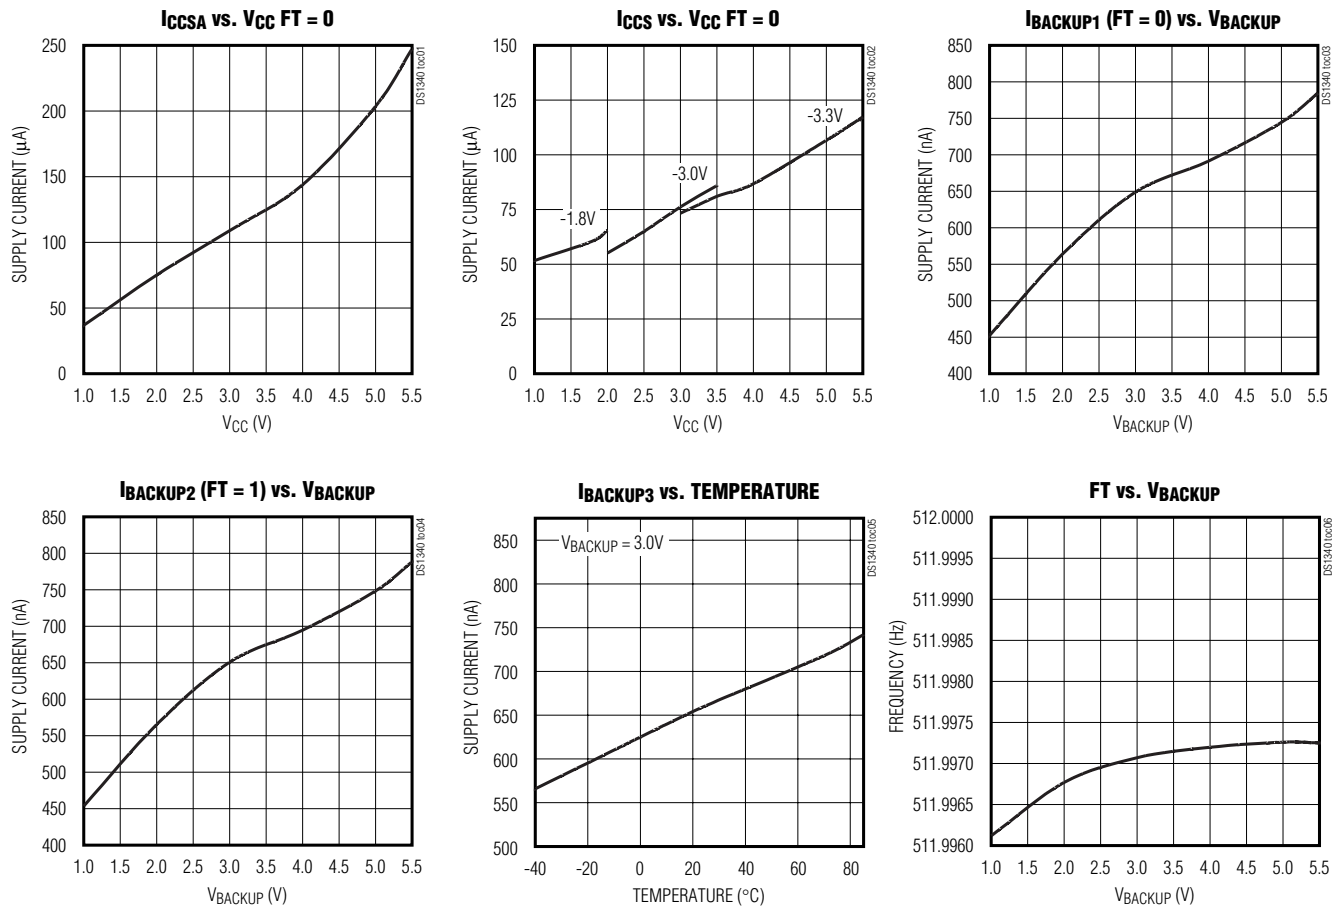 ICCSA vs. VCC FT = 0
SUPPLY CURRENT (µA)
250
200
150
100
50
0
1.0 1.5 2.0 2.5 3.0 3.5 4.0 4.5 5.0 5.5
VCC (V)
DS1340 toc01
ICCS vs. VCC FT = 0
SUPPLY CURRENT (µA)
150
125
100
75
50
25
0
-1.8V
-3.0V
-3.3V
1.0 1.5 2.0 2.5 3.0 3.5 4.0 4.5 5.0 5.5
VCC (V)
DS1340 toc02
IBACKUP1 (FT = 0) vs. VBACKUP
SUPPLY CURRENT (nA)
850
800
750
700
650
600
550
500
450
400
1.0 1.5 2.0 2.5 3.0 3.5 4.0 4.5 5.0 5.5
VBACKUP (V)
DS1340 toc03
IBACKUP2 (FT = 1) vs. VBACKUP
SUPPLY CURRENT (nA)
850
800
750
700
650
600
550
500
450
400
1.0 1.5 2.0 2.5 3.0 3.5 4.0 4.5 5.0 5.5
VBACKUP (V)
DS1340 toc04
IBACKUP3 vs. TEMPERATURE
SUPPLY CURRENT (nA)
850
800
750
700
650
600
550
500
VBACKUP = 3.0V
-40 -20 0 20 40 60 80
TEMPERATURE (°C)
DS1340 toc05
FT vs. VBACKUP
FREQUENCY (Hz)
512.0000
511.9995
511.9990
511.9985
511.9980
511.9975
511.9970
511.9965
511.9960
1.0 1.5 2.0 2.5 3.0 3.5 4.0 4.5 5.0 5.5
VBACKUP (V)
DS1340 toc06